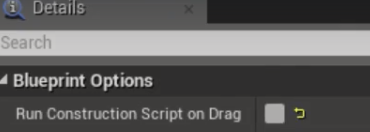 Details
Search
Blueprint Options
Run Construction Script on Drag